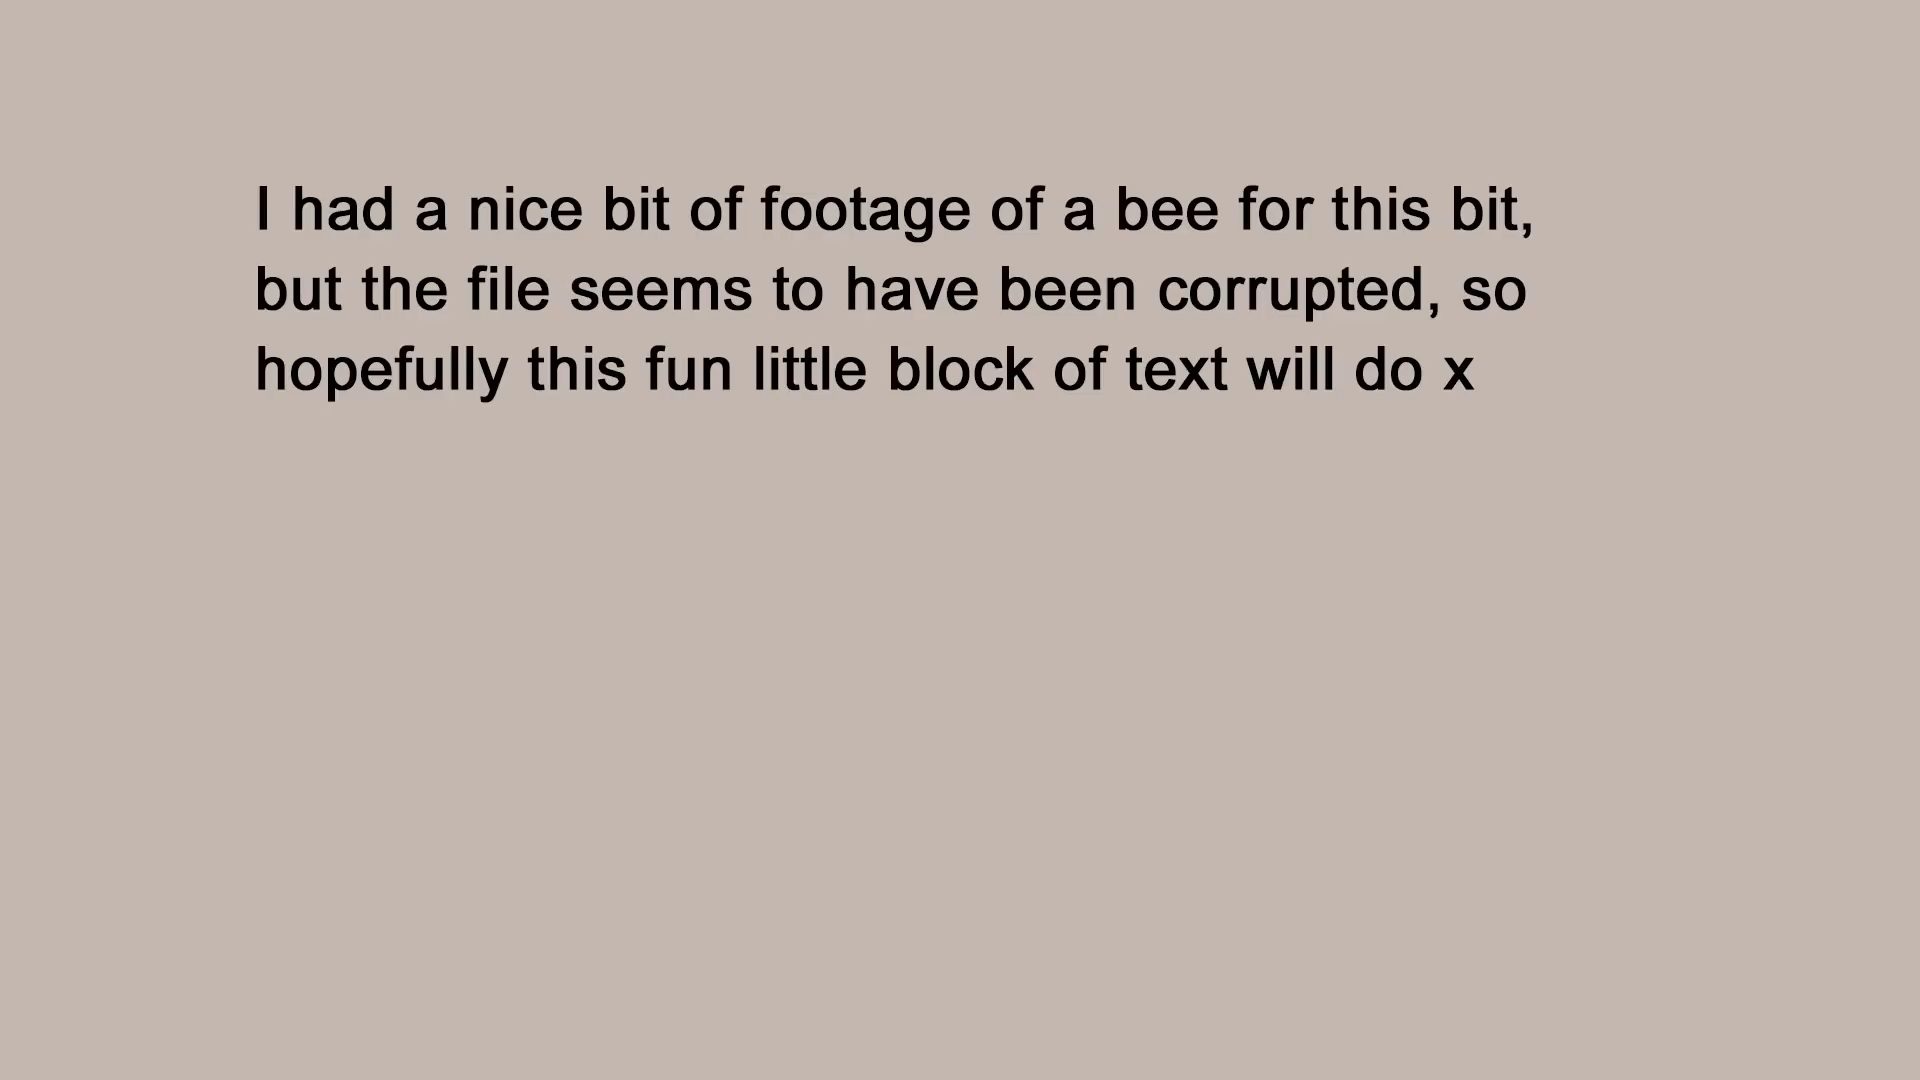 I had a nice bit of footage of a bee for this bit,
but the file seems to have been corrupted, so
hopefully this fun little block of text will do x